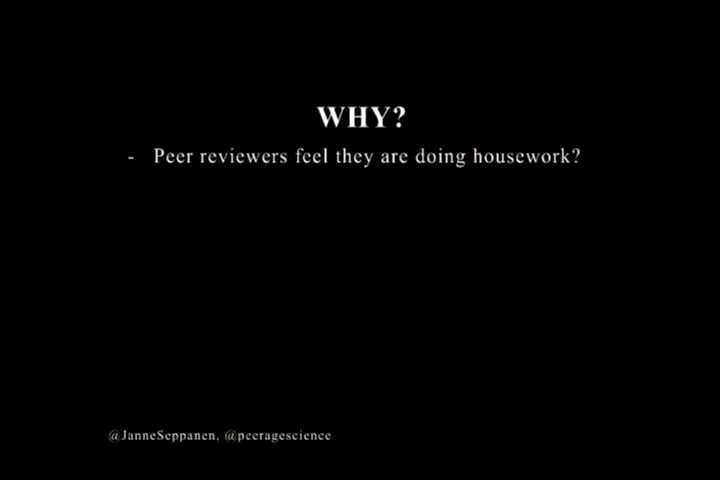 WHY?
- Peer reviewers feel they are doing housework?
@JanneSeppanen, @peeragescience